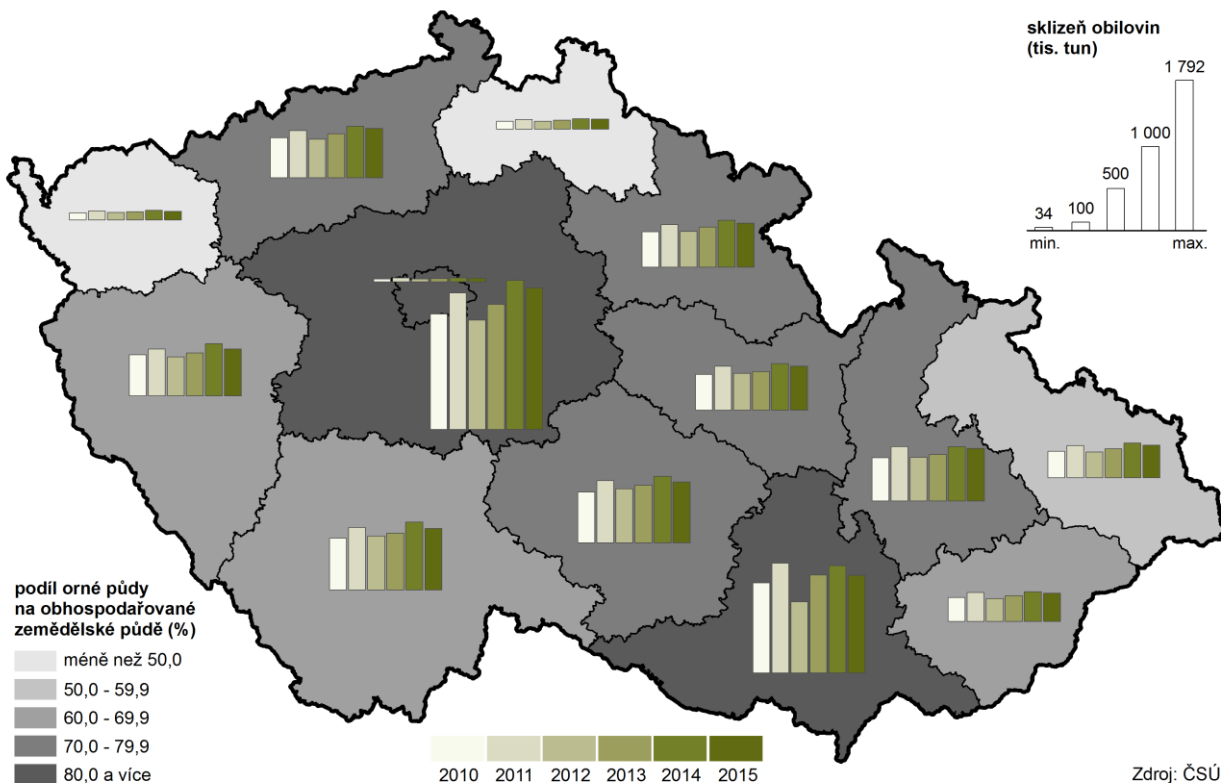 sklizeň obilovin
(tis. tun)
1 792
1 000
500
100
34
min.
max.
podíl orné půdy
na obhospodařované
zemědělské půdě (%)
méně než 50,0
50,0 - 59,9
60,0 - 69,9
70,0 - 79,9
80,0 a více
2010 2011 2012 2013 2014 2015
Zdroj: ČSÚ